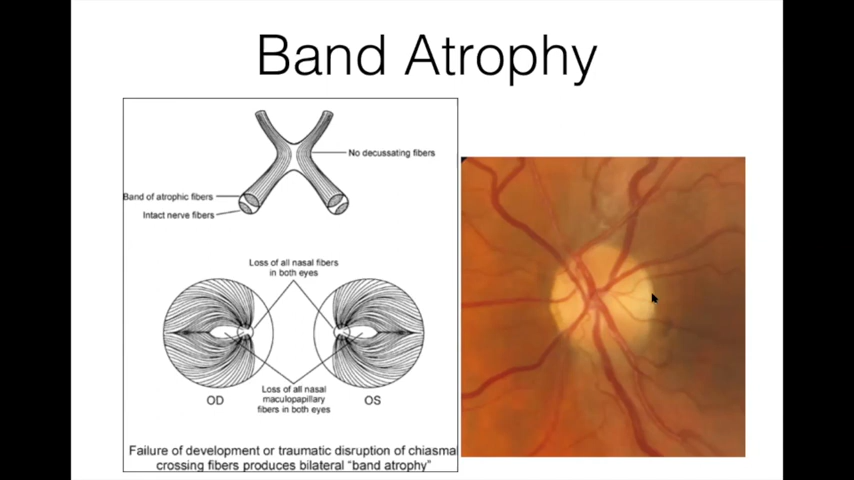 Band Atrophy
No decussating fibers
Band of atrophic fibers
Intact nerve fibers
Loss of all nasal fibers
in both eyes
Loss of all nasal
maculopapillary
fibers in both eyes
OD
OS
Failure of development or traumatic disruption of chiasma
crossing fibers produces bilateral “band atrophy”